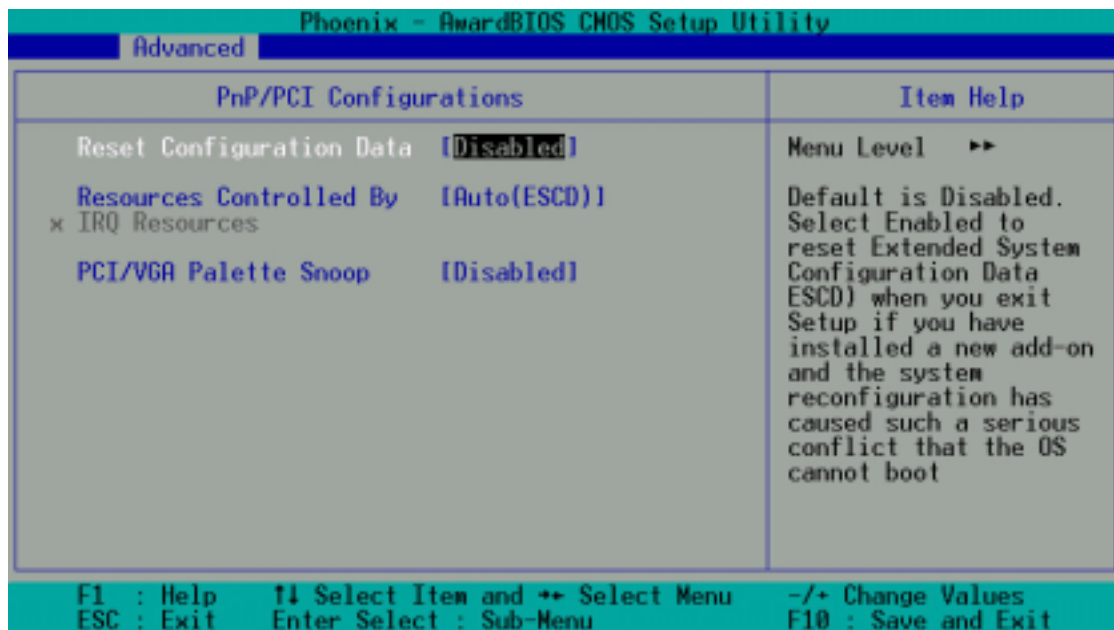 Phoenix - AwardBIOS CMOS Setup Utility
Advanced
PnP/PCI Configurations
Reset Configuration Data [Disabled]
Resources Controlled By [Auto(ESCD)]
x IRQ Resources
PCI/VGA Palette Snoop [Disabled]
Item Help
Menu Level ►►
Default is Disabled.
Select Enabled to
reset Extended System
Configuration Data
ESCD) when you exit
Setup if you have
installed a new add-on
and the system
reconfiguration has
caused such a serious
conflict that the OS
cannot boot
F1 : Help ↑↓ Select Item and →← Select Menu -/+ Change Values
ESC : Exit Enter Select : Sub-Menu F10 : Save and Exit